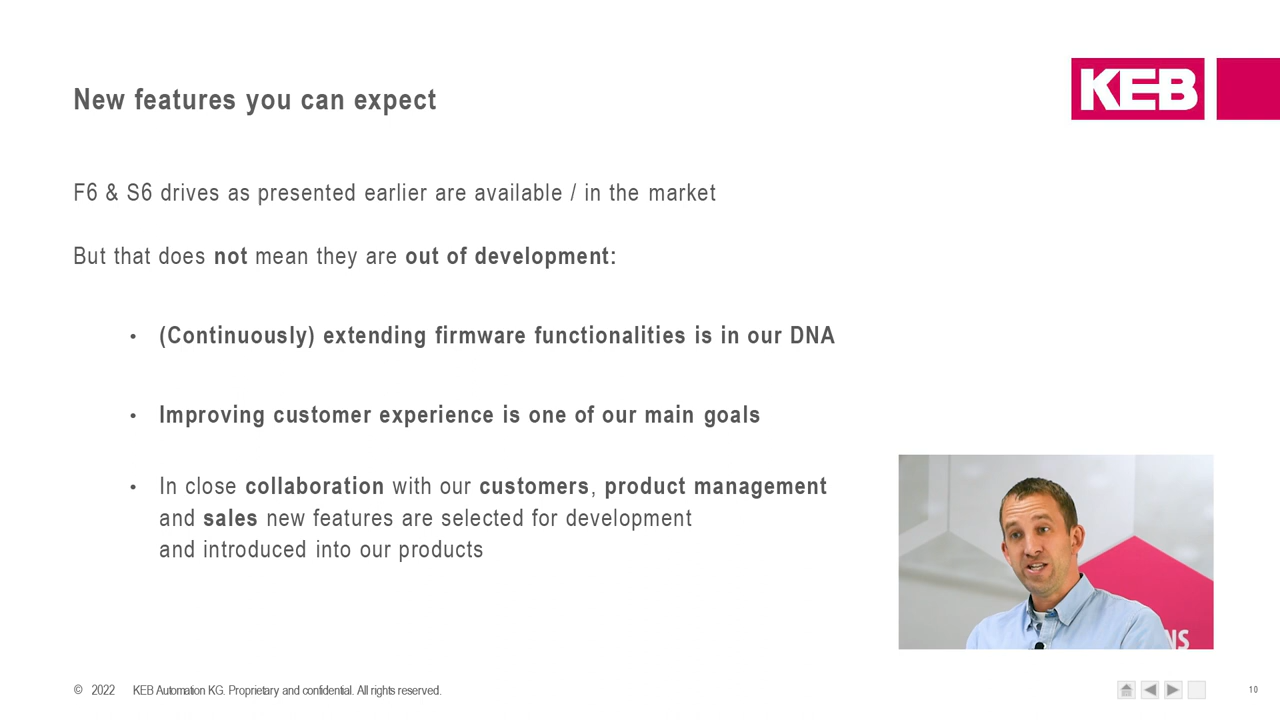 New features you can expect
KEB
F6 & S6 drives as presented earlier are available / in the market
But that does not mean they are out of development:
• (Continuously) extending firmware functionalities is in our DNA
• Improving customer experience is one of our main goals
• In close collaboration with our customers, product management
and sales new features are selected for development
and introduced into our products
NS
© 2022 KEB Automation KG. Proprietary and confidential. All rights reserved.
10